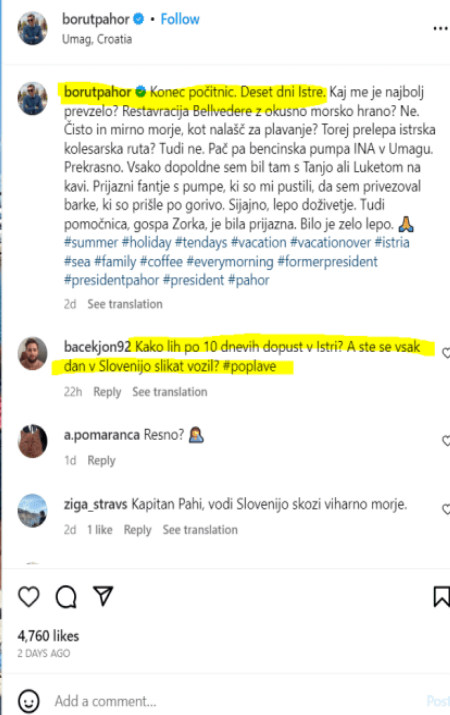 borutpahor • Follow
Umag, Croatia
borutpahor Konec počitnic. Deset dni Istre. Kaj me je najbolj
prevzelo? Restavracija Bellvedere z okusno morsko hrano? Ne.
Čisto in mirno morje, kot nalašč za plavanje? Torej prelepa istrska
kolesarska ruta? Tudi ne. Pač pa bencinska pumpa INA v Umagu.
Prekrasno. Vsako dopoldne sem bil tam s Tanjo ali Luketom na
kavi. Prijazni fantje s pumpe, ki so mi pustili, da sem privezoval
barke, ki so prišle po gorivo. Sijajno, lepo doživetje. Tudi
pomočnica, gospa Zorka, je bila prijazna. Bilo je zelo lepo. 🙏
#summer #holiday #tendays #vacation #vacationover #istria
#sea #family #coffee #everymorning #formerpresident
#presidentpahor #president #pahor
2d See translation
bacekjon92 Kako lih po 10 dnevih dopust v Istri? A ste se vsak
dan v Slovenijo slikat vozil? #poplave
22h Reply See translation
a.pomaranca Resno? 🤦‍♀️
1d Reply
ziga_stravs Kapitan Pahi, vodi Slovenijo skozi viharno morje.
2d 1 like Reply See translation
4,760 likes
2 DAYS AGO
Add a comment...
Post